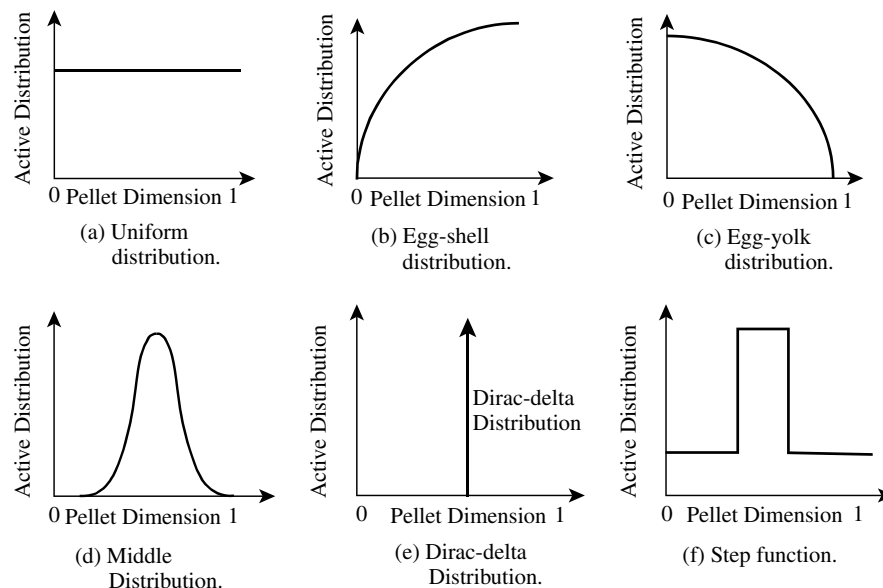 Active Distribution
0 Pellet Dimension 1
(a) Uniform
distribution.
Active Distribution
0 Pellet Dimension 1
(b) Egg-shell
distribution.
Active Distribution
0 Pellet Dimension 1
(c) Egg-yolk
distribution.
Active Distribution
0 Pellet Dimension 1
(d) Middle
Distribution.
Active Distribution
Dirac-delta
Distribution
0 Pellet Dimension 1
(e) Dirac-delta
Distribution.
Active Distribution
0 Pellet Dimension 1
(f) Step function.